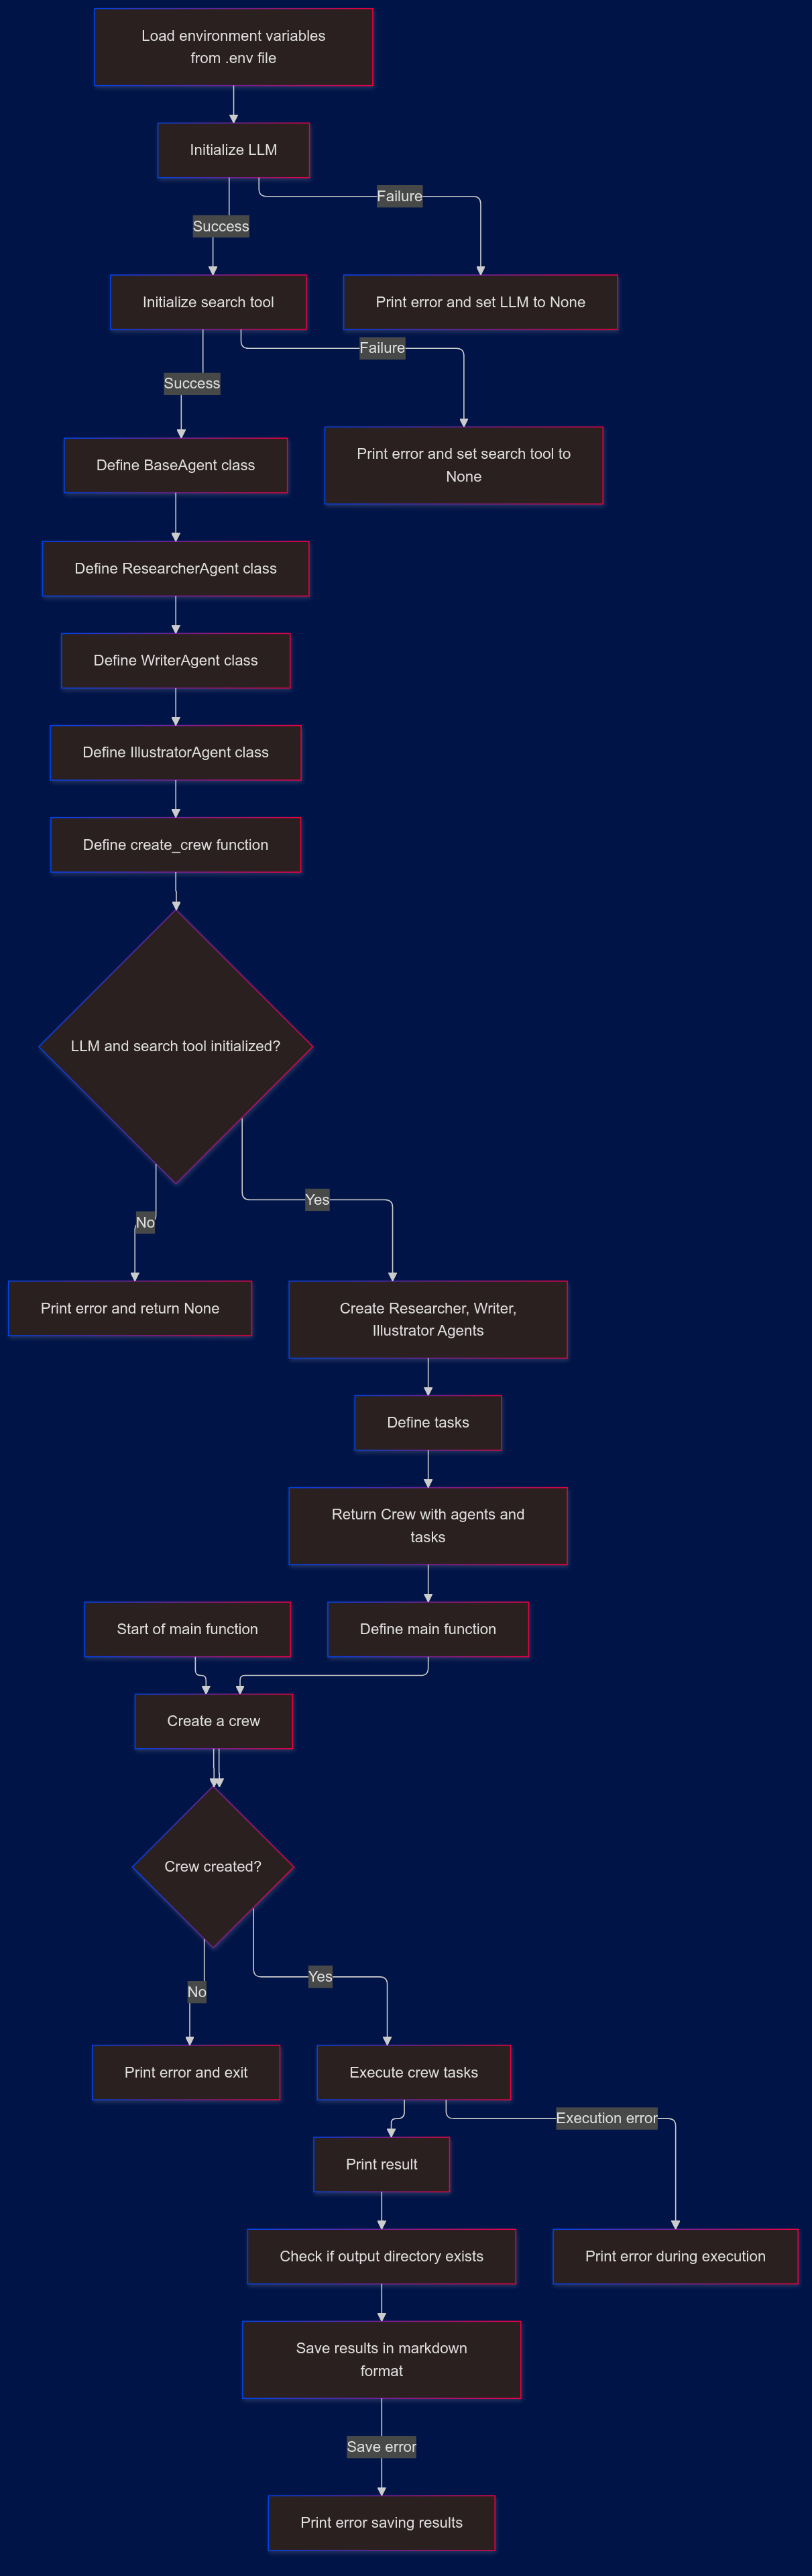 Load environment variables
from .env file
Initialize LLM
Failure
Success
Initialize search tool
Print error and set LLM to None
Failure
Success
Define BaseAgent class
Print error and set search tool to
None
Define ResearcherAgent class
Define WriterAgent class
Define IllustratorAgent class
Define create_crew function
LLM and search tool initialized?
Yes
No
Print error and return None
Create Researcher, Writer,
Illustrator Agents
Define tasks
Return Crew with agents and
tasks
Start of main function
Define main function
Create a crew
Crew created?
Yes
No
Print error and exit
Execute crew tasks
Execution error
Print result
Check if output directory exists
Print error during execution
Save results in markdown
format
Save error
Print error saving results